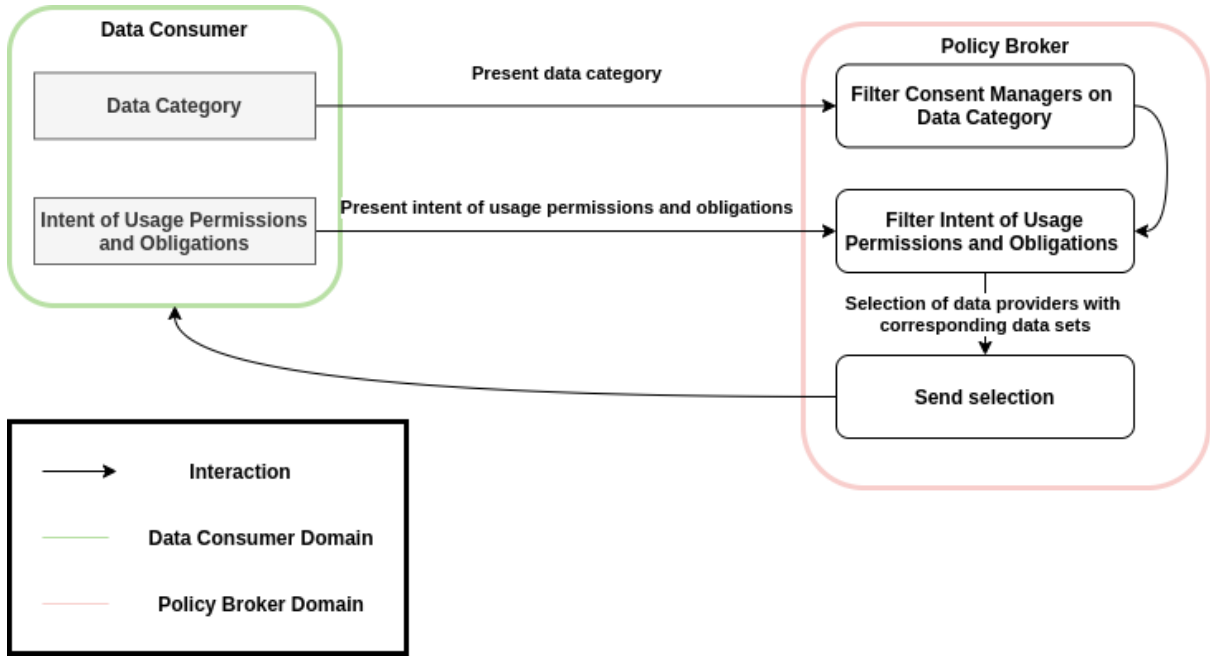 Data Consumer
Policy Broker
Data Category
Present data category
Filter Consent Managers on
Data Category
Intent of Usage Permissions
and Obligations
Present intent of usage permissions and obligations
Filter Intent of Usage
Permissions and Obligations
Selection of data providers with
corresponding data sets
Send selection
Interaction
Data Consumer Domain
Policy Broker Domain